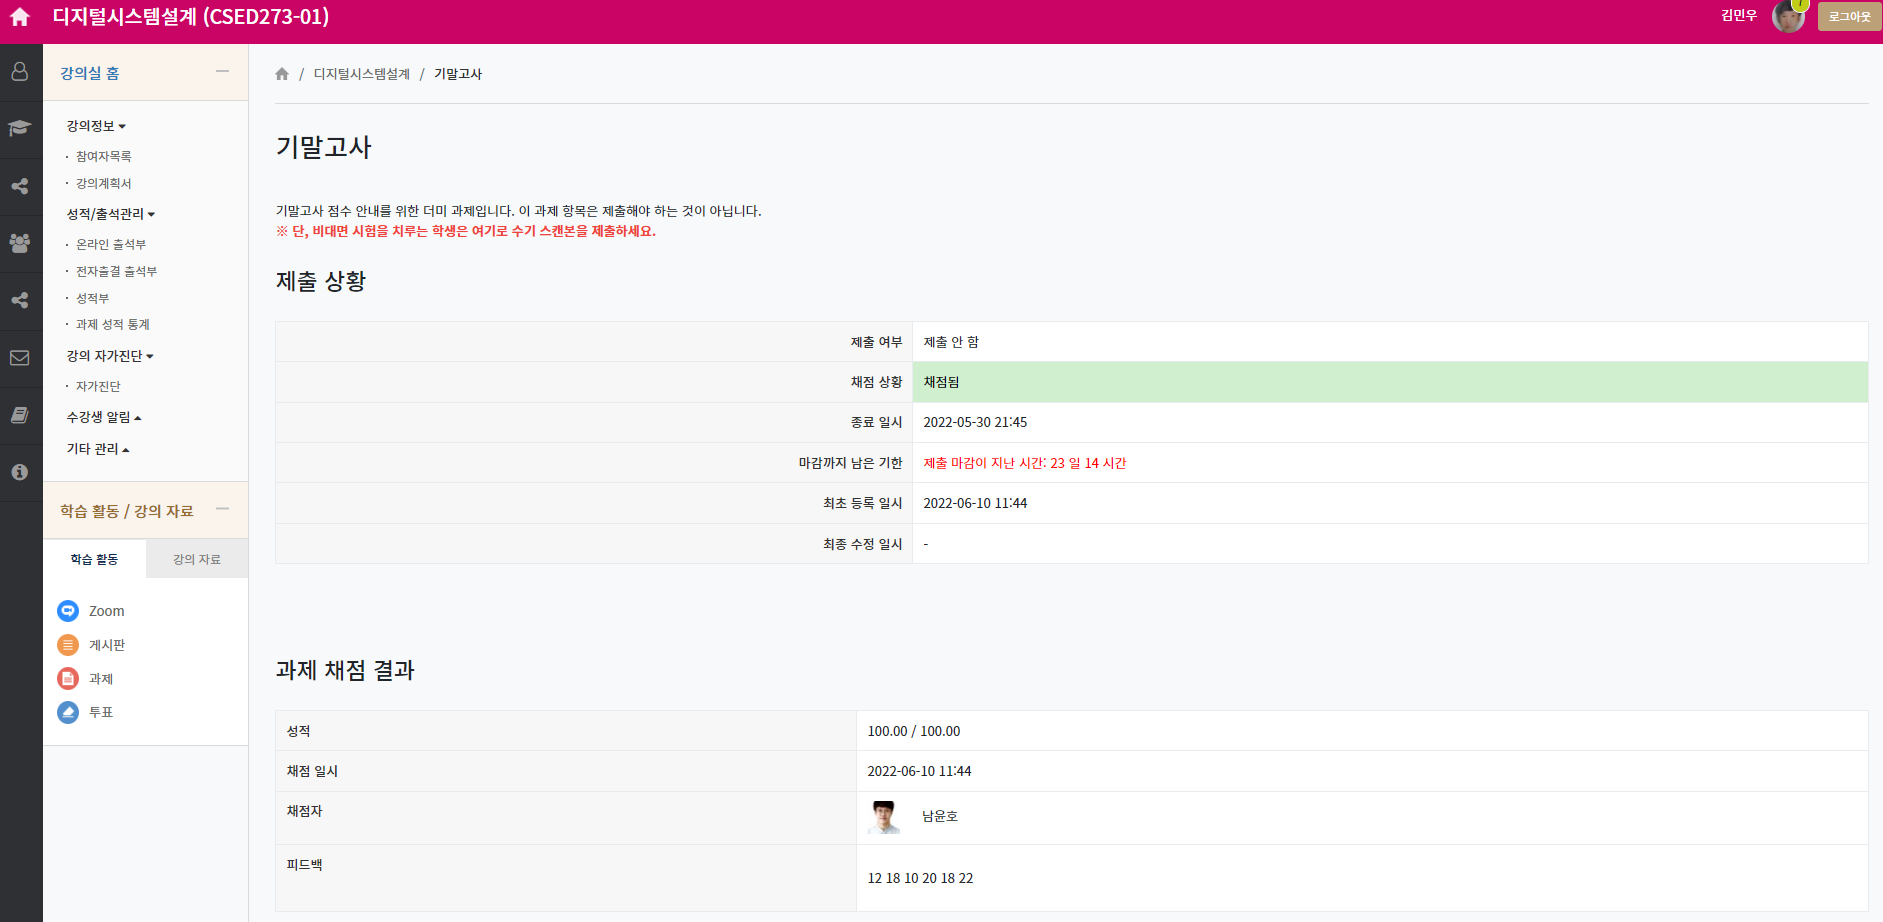 디지털시스템설계 (CSED273-01)
김민우
로그아웃
강의실 홈
강의정보
참여자목록
강의계획서
성적/출석관리
온라인 출석부
전자출결 출석부
성적부
과제 성적 통계
강의 자가진단
자가진단
수강생 알림
기타 관리
학습 활동 / 강의 자료
학습 활동 강의 자료
Zoom
게시판
과제
투표
/ 디지털시스템설계 / 기말고사
기말고사
기말고사 점수 안내를 위한 더미 과제입니다. 이 과제 항목은 제출해야 하는 것이 아닙니다.
※ 단, 비대면 시험을 치루는 학생은 여기로 수기 스캔본을 제출하세요.
제출 상황
제출 여부 제출 안 함
채점 상황 채점됨
종료 일시 2022-05-30 21:45
마감까지 남은 기한 제출 마감이 지난 시간: 23 일 14 시간
최초 등록 일시 2022-06-10 11:44
최종 수정 일시 -
과제 채점 결과
성적 100.00 / 100.00
채점 일시 2022-06-10 11:44
채점자 남윤호
피드백 12 18 10 20 18 22